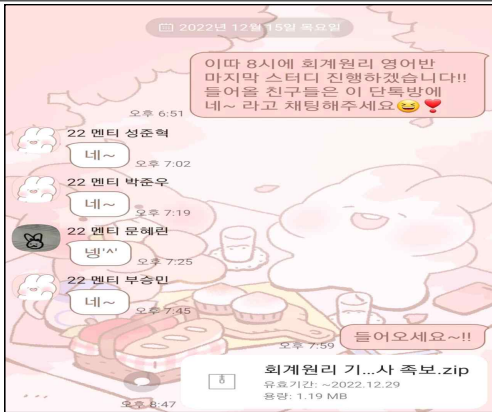 2022년 12월 15일 목요일
이따 8시에 회계원리 영어반
마지막 스터디 진행하겠습니다!!
들어올 친구들은 이 단톡방에
네~ 라고 채팅해주세요😆❣️
오후 6:51
22 멘티 성준혁
네~
오후 7:02
22 멘티 박준우
네~
오후 7:19
22 멘티 문혜린
넹'^'
오후 7:25
22 멘티 부승민
네~
오후 7:45
들어오세요~!!
오후 7:59
회계원리 기...사 족보.zip
유효기간: ~2022.12.29
용량: 1.19 MB
오후 8:47